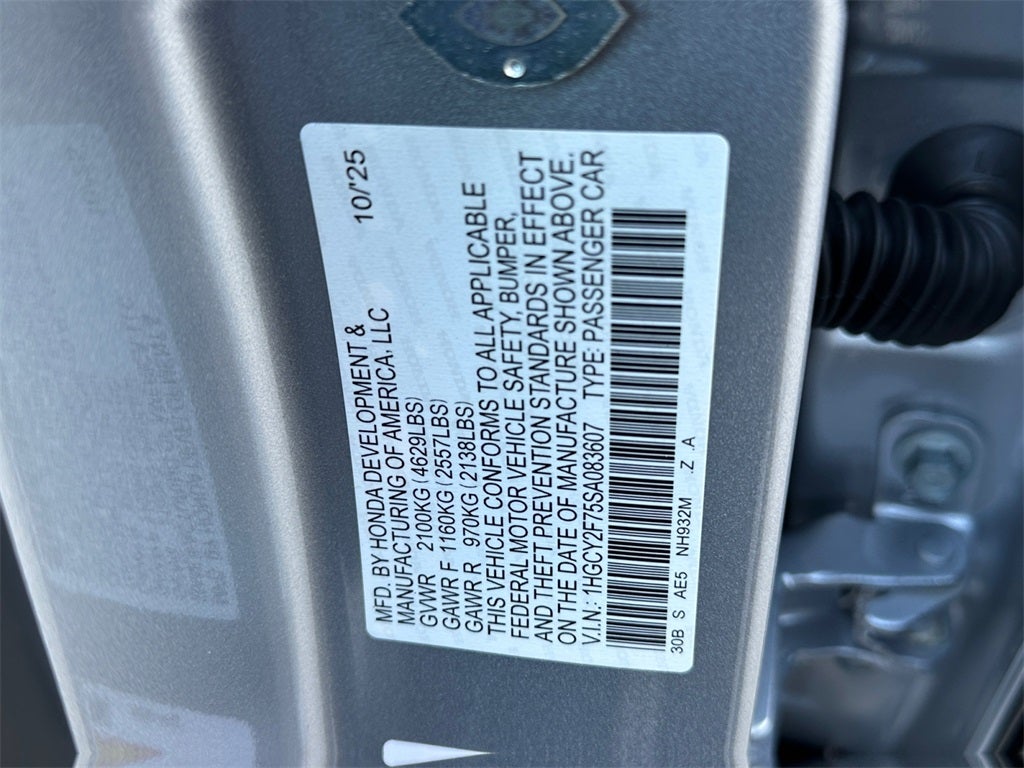 10/'25
MFD. BY HONDA DEVELOPMENT &
MANUFACTURING OF AMERICA, LLC
GVWR 2100KG (4629LBS)
GAWR F 1160KG (2557LBS)
GAWR R 970KG (2138LBS)
THIS VEHICLE CONFORMS TO ALL APPLICABLE
FEDERAL MOTOR VEHICLE SAFETY, BUMPER,
AND THEFT PREVENTION STANDARDS IN EFFECT
ON THE DATE OF MANUFACTURE SHOWN ABOVE.
V.I.N.: 1HGCY2F75SA083607 TYPE: PASSENGER CAR
30B S AE5 NH932M .Z .A